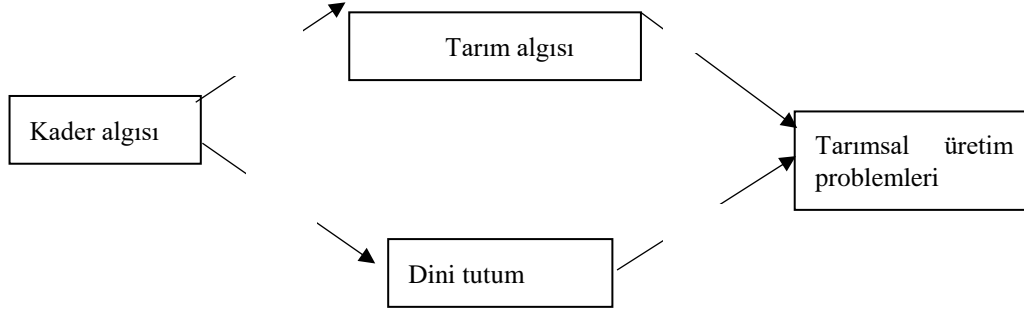 Tarım algısı
Kader algısı
Tarımsal üretim
problemleri
Dini tutum